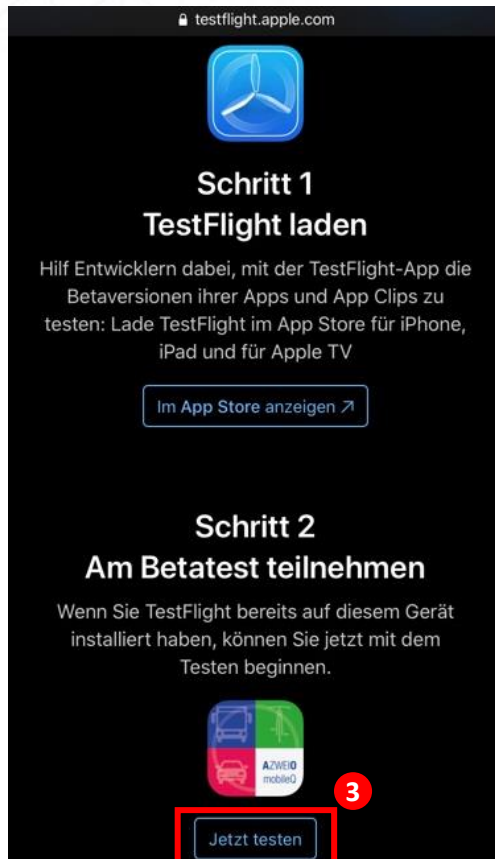 testflight.apple.com
Schritt 1
TestFlight laden
Hilf Entwicklern dabei, mit der TestFlight-App die
Betaversionen ihrer Apps und App Clips zu
testen: Lade TestFlight im App Store für iPhone,
iPad und für Apple TV
Im App Store anzeigen ↗
Schritt 2
Am Betatest teilnehmen
Wenn Sie TestFlight bereits auf diesem Gerät
installiert haben, können Sie jetzt mit dem
Testen beginnen.
AZWEIO
mobileQ
3
Jetzt testen